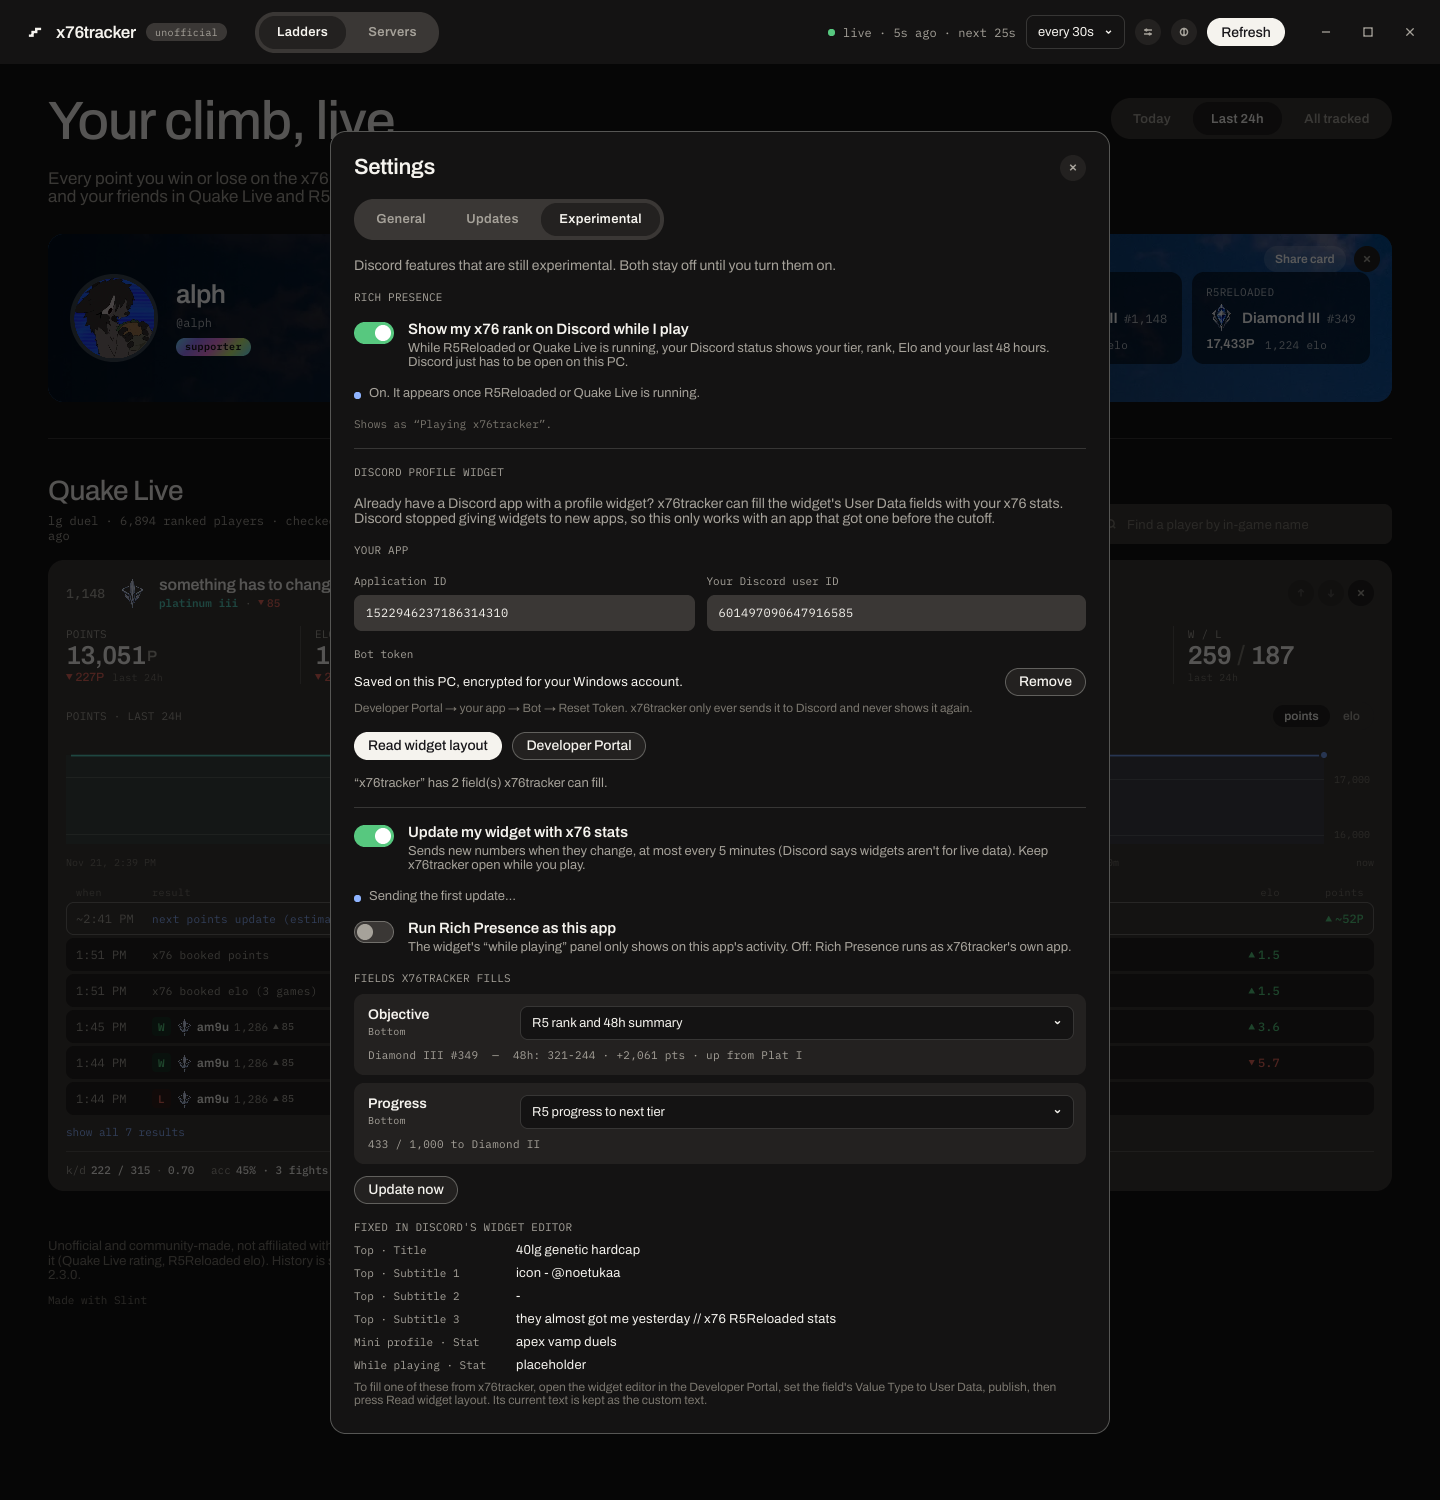 x76tracker unofficial Ladders Servers live · 5s ago · next 25s every 30s Refresh
Your climb, live
Today Last 24h All tracked
Every point you win or lose on the x76
and your friends in Quake Live and R5
alph
@alph
supporter
Share card
II #1,148
elo
R5RELOADED
Diamond III #349
17,433P 1,224 elo
Quake Live
lg duel · 6,894 ranked players · checke
ago
Find a player by in-game name
1,148 something has to chang
platinum iii · ▼85
POINTS
13,051P
▼227P last 24h
W / L
259 / 187
last 24h
POINTS · LAST 24H
points elo
17,000
16,000
Nov 21, 2:39 PM
now
when result elo points
~2:41 PM next points update (estima ▲~52P
1:51 PM x76 booked points ▲1.5
1:51 PM x76 booked elo (3 games) ▲1.5
1:45 PM W am9u 1,286 ▲85 ▲3.6
1:44 PM W am9u 1,286 ▲85 ▼5.7
1:44 PM L am9u 1,286 ▲85
show all 7 results
k/d 222 / 315 · 0.70 acc 45% · 3 fights
Unofficial and community-made, not affiliated with
it (Quake Live rating, R5Reloaded elo). History is s
2.3.0.
Made with Slint
Settings
General Updates Experimental
Discord features that are still experimental. Both stay off until you turn them on.
RICH PRESENCE
Show my x76 rank on Discord while I play
While R5Reloaded or Quake Live is running, your Discord status shows your tier, rank, Elo and your last 48 hours.
Discord just has to be open on this PC.
On. It appears once R5Reloaded or Quake Live is running.
Shows as “Playing x76tracker”.
DISCORD PROFILE WIDGET
Already have a Discord app with a profile widget? x76tracker can fill the widget's User Data fields with your x76 stats.
Discord stopped giving widgets to new apps, so this only works with an app that got one before the cutoff.
YOUR APP
Application ID Your Discord user ID
1522946237186314310 601497090647916585
Bot token
Saved on this PC, encrypted for your Windows account. Remove
Developer Portal → your app → Bot → Reset Token. x76tracker only ever sends it to Discord and never shows it again.
Read widget layout Developer Portal
“x76tracker” has 2 field(s) x76tracker can fill.
Update my widget with x76 stats
Sends new numbers when they change, at most every 5 minutes (Discord says widgets aren't for live data). Keep
x76tracker open while you play.
Sending the first update…
Run Rich Presence as this app
The widget's “while playing” panel only shows on this app's activity. Off: Rich Presence runs as x76tracker's own app.
FIELDS X76TRACKER FILLS
Objective R5 rank and 48h summary
Bottom
Diamond III #349 — 48h: 321-244 · +2,061 pts · up from Plat I
Progress R5 progress to next tier
Bottom
433 / 1,000 to Diamond II
Update now
FIXED IN DISCORD'S WIDGET EDITOR
Top · Title 40lg genetic hardcap
Top · Subtitle 1 icon - @noetukaa
Top · Subtitle 2 -
Top · Subtitle 3 they almost got me yesterday // x76 R5Reloaded stats
Mini profile · Stat apex vamp duels
While playing · Stat placeholder
To fill one of these from x76tracker, open the widget editor in the Developer Portal, set the field's Value Type to User Data, publish, then
press Read widget layout. Its current text is kept as the custom text.